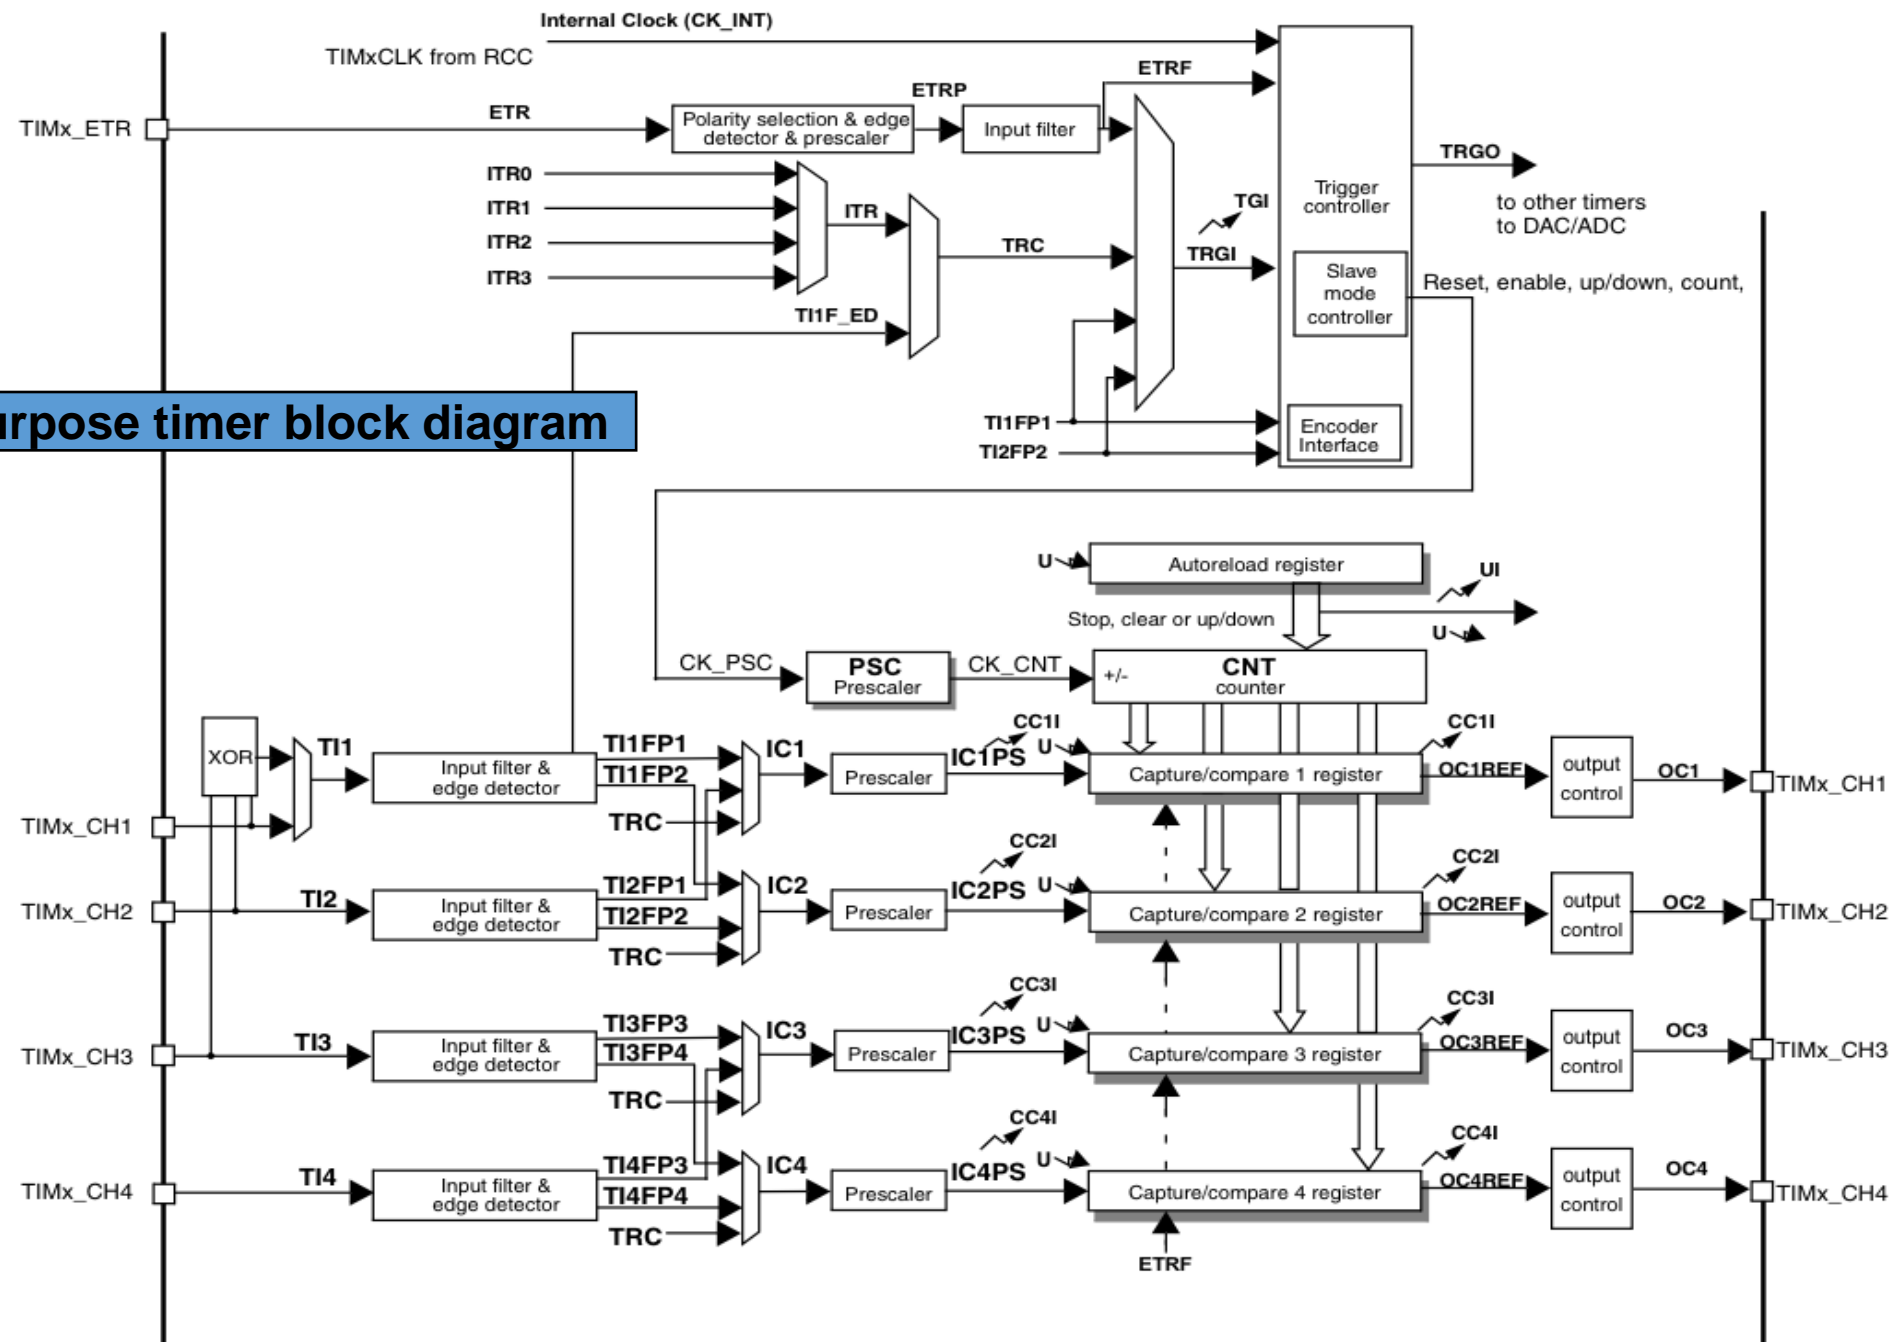 Internal Clock (CK_INT)
TIMxCLK from RCC
ETRF
ETRP
TIMx_ETR
ETR
Polarity selection & edge
detector & prescaler
Input filter
TRGO
to other timers
to DAC/ADC
ITR0
ITR1
ITR2
ITR3
ITR
TRC
TGI
TRGI
Trigger
controller
Slave
mode
controller
Reset, enable, up/down, count,
TI1F_ED
urpose timer block diagram
TI1FP1
TI2FP2
Encoder
Interface
U
Autoreload register
UI
Stop, clear or up/down
U
CK_PSC
PSC
Prescaler
CK_CNT
+/-
CNT
counter
XOR
TI1
Input filter &
edge detector
TI1FP1
TI1FP2
TRC
IC1
Prescaler
CC1I
IC1PS
U
Capture/compare 1 register
CC1I
OC1REF
output
control
OC1
TIMx_CH1
TIMx_CH1
TIMx_CH2
TI2
Input filter &
edge detector
TI2FP1
TI2FP2
TRC
IC2
Prescaler
CC2I
IC2PS
U
Capture/compare 2 register
CC2I
OC2REF
output
control
OC2
TIMx_CH2
TIMx_CH3
TI3
Input filter &
edge detector
TI3FP3
TI3FP4
TRC
IC3
Prescaler
CC3I
IC3PS
U
Capture/compare 3 register
CC3I
OC3REF
output
control
OC3
TIMx_CH3
TIMx_CH4
TI4
Input filter &
edge detector
TI4FP3
TI4FP4
TRC
IC4
Prescaler
CC4I
IC4PS
U
Capture/compare 4 register
CC4I
OC4REF
output
control
OC4
TIMx_CH4
ETRF